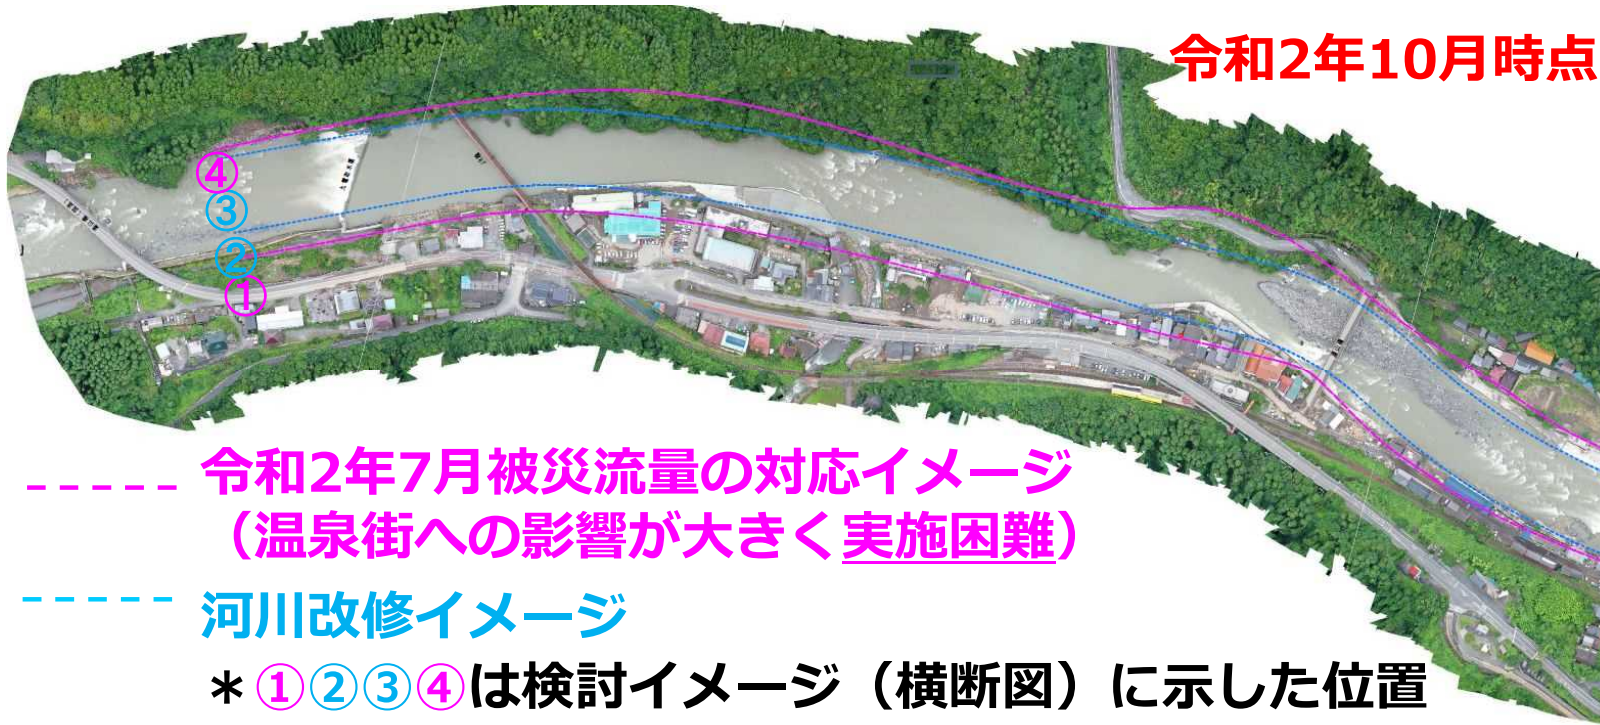 令和2年10月時点
④
③
②
①
令和2年7月被災流量の対応イメージ
（温泉街への影響が大きく実施困難）
河川改修イメージ
＊①②③④は検討イメージ（横断図）に示した位置